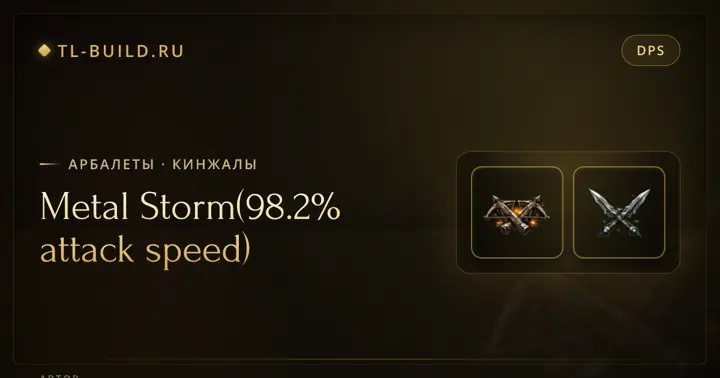 TL-BUILD.RU
DPS
АРБАЛЕТЫ · КИНЖАЛЫ
Metal Storm(98.2%
attack speed)